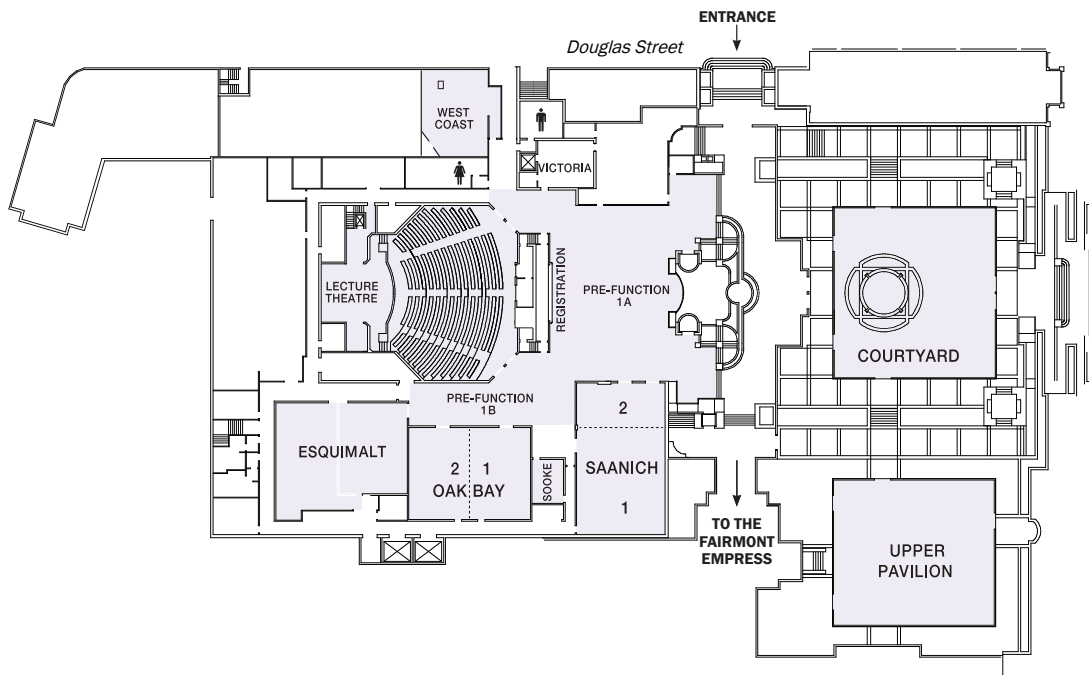 ENTRANCE
Douglas Street
WEST
COAST
VICTORIA
LECTURE
THEATRE
REGISTRATION
PRE-FUNCTION
1A
COURTYARD
PRE-FUNCTION
1B
2
ESQUIMALT
2 1
OAK BAY
SOOKE
SAANICH
1
TO THE
FAIRMONT
EMPRESS
UPPER
PAVILION